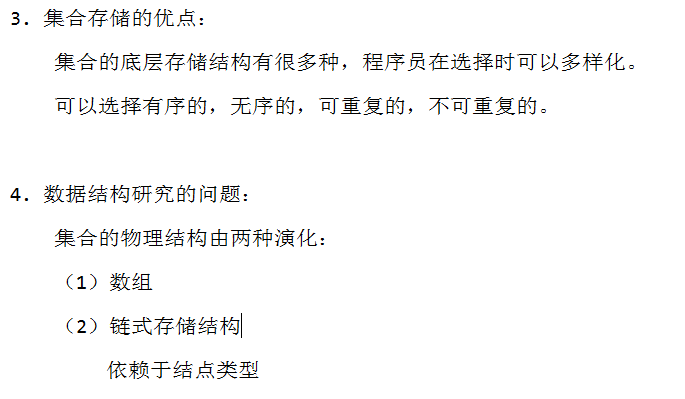 3．集合存储的优点：
集合的底层存储结构有很多种，程序员在选择时可以多样化。
可以选择有序的，无序的，可重复的，不可重复的。
4．数据结构研究的问题：
集合的物理结构由两种演化：
（1）数组
（2）链式存储结构
依赖于结点类型